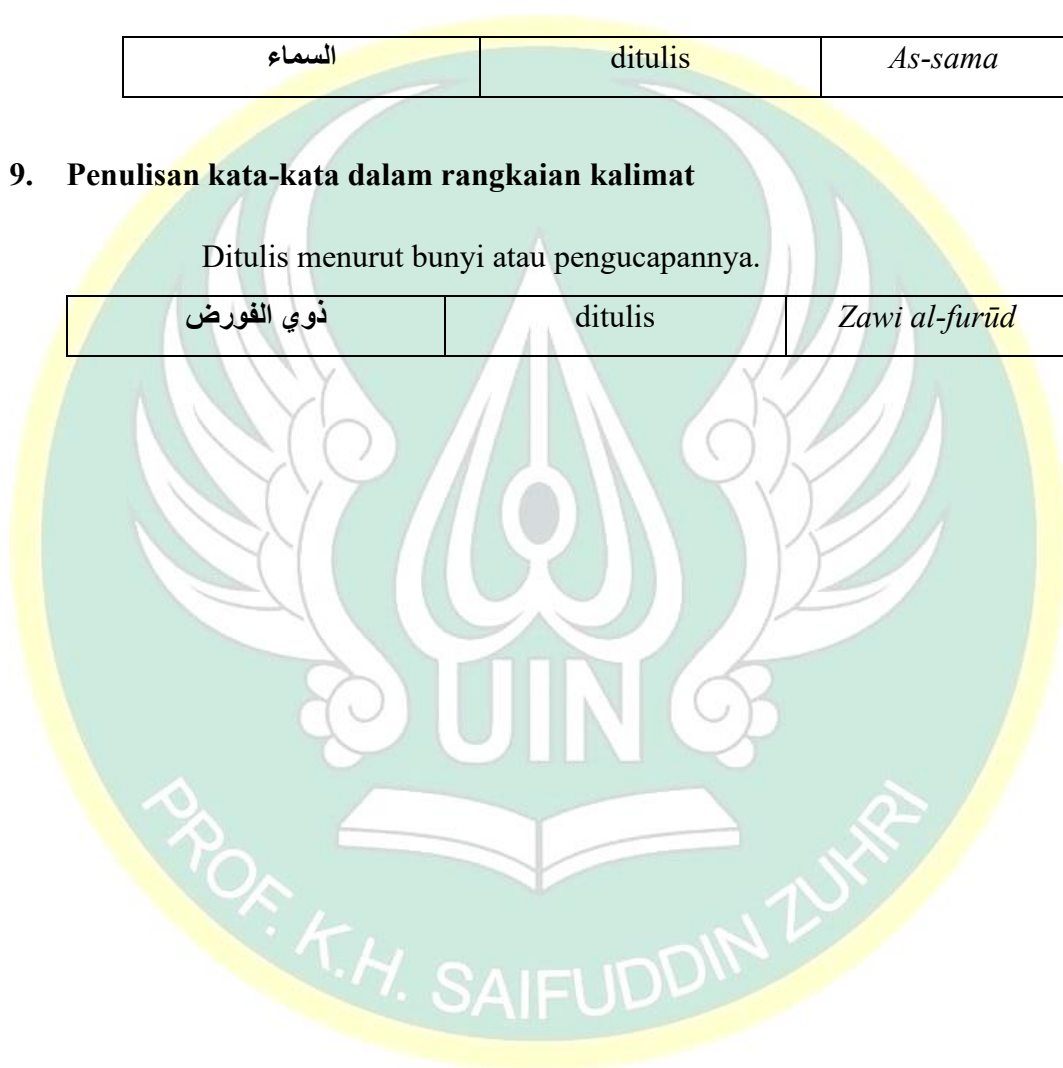 السماء ditulis As-sama
9. Penulisan kata-kata dalam rangkaian kalimat
Ditulis menurut bunyi atau pengucapannya.
ذوي الفورض ditulis Zawi al-furūd
UIN
PROF. K.H. SAIFUDDIN ZUHRI